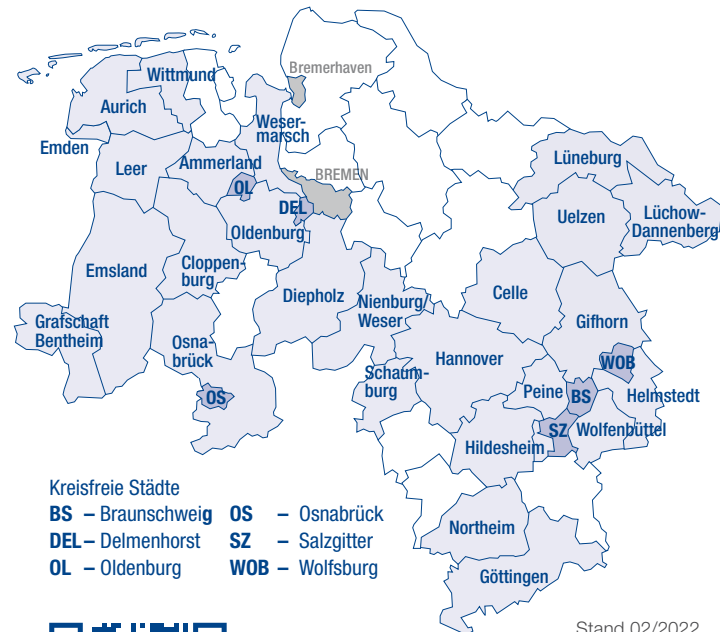 Bremerhaven
Wittmund
Aurich
Weser-
marsch
Emden
Leer
Ammerland
BREMEN
OL
DEL
Oldenburg
Lüneburg
Uelzen
Lüchow-
Dannenberg
Emsland
Cloppen-
burg
Diepholz
Nienburg
Weser
Celle
Gifhorn
Grafschaft
Bentheim
Osna-
brück
Hannover
Schaum-
burg
WOB
Peine
BS
Helmstedt
OS
SZ
Wolfenbüttel
Hildesheim
Kreisfreie Städte
BS – Braunschweig OS – Osnabrück
DEL – Delmenhorst SZ – Salzgitter
OL – Oldenburg WOB – Wolfsburg
Northeim
Göttingen
Stand 02/2022